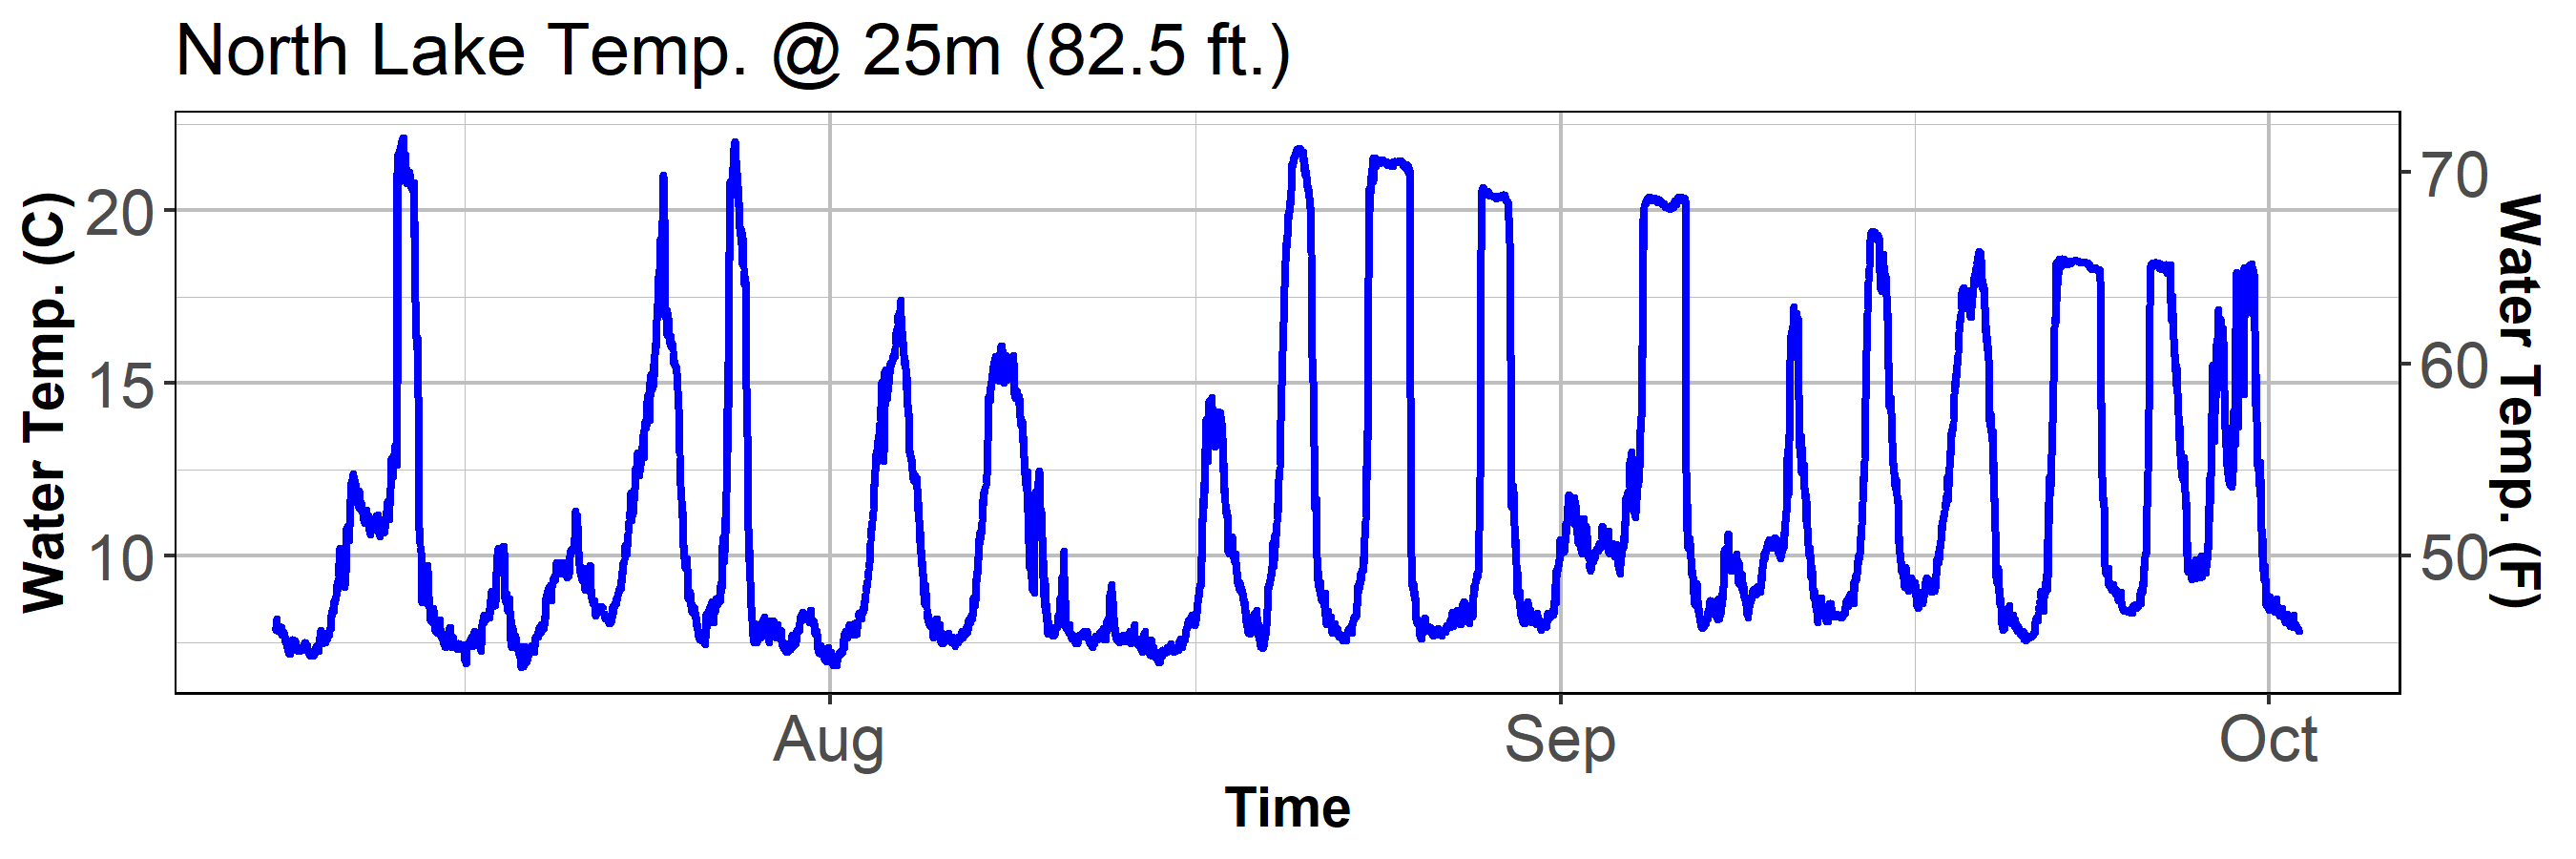 North Lake Temp. @ 25m (82.5 ft.)
Water Temp. (C)
20
15
10
70
60
50
Water Temp. (F)
Aug
Sep
Oct
Time